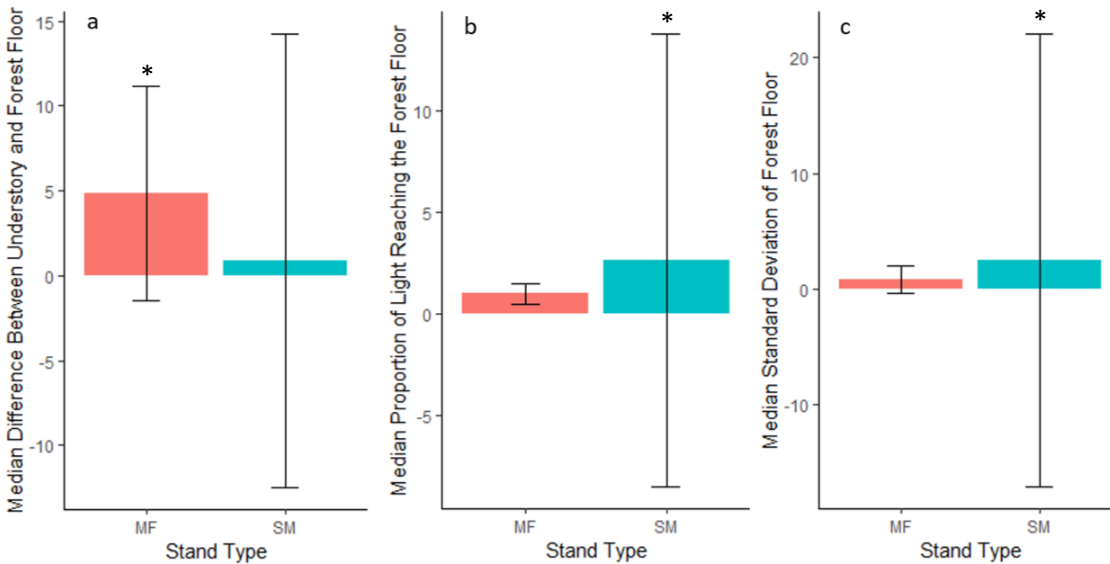 a
Median Difference Between Understory and Forest Floor
15
10
5
0
-5
-10
*
MF
SM
Stand Type
b
Median Proportion of Light Reaching the Forest Floor
10
5
0
-5
*
MF
SM
Stand Type
c
Median Standard Deviation of Forest Floor
20
10
0
-10
*
MF
SM
Stand Type